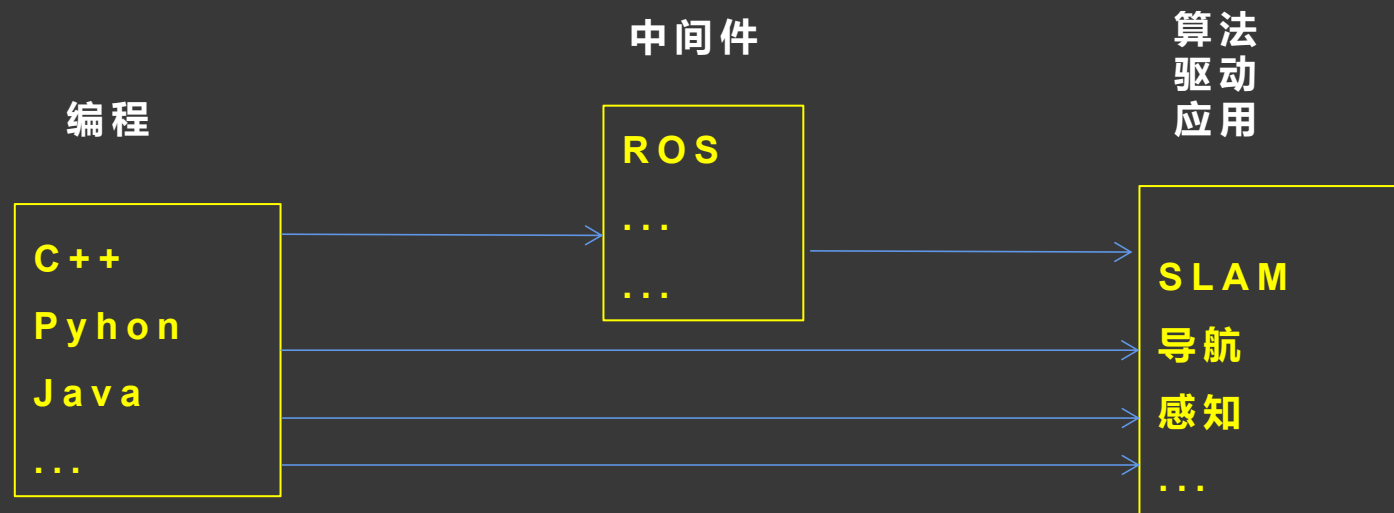 编程
C++
Pyhon
Java
...
中间件
ROS
...
...
算法
驱动
应用
SLAM
导航
感知
...